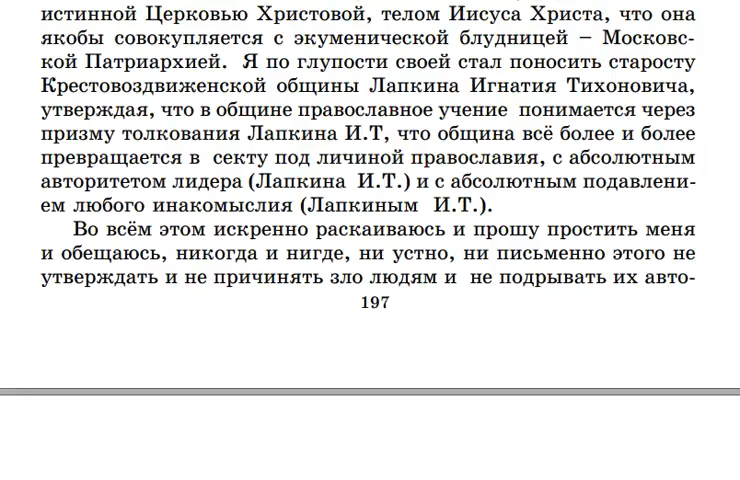 истинной Церковью Христовой, телом Иисуса Христа, что она
якобы совокупляется с экуменической блудницей – Московс-
кой Патриархией. Я по глупости своей стал поносить старосту
Крестовоздвиженской общины Лапкина Игнатия Тихоновича,
утверждая, что в общине православное учение понимается через
призму толкования Лапкина И.Т, что община всё более и более
превращается в секту под личиной православия, с абсолютным
авторитетом лидера (Лапкина И.Т.) и с абсолютным подавлени-
ем любого инакомыслия (Лапкиным И.Т.).
Во всём этом искренно раскаиваюсь и прошу простить меня
и обещаюсь, никогда и нигде, ни устно, ни письменно этого не
утверждать и не причинять зло людям и не подрывать их авто-
197